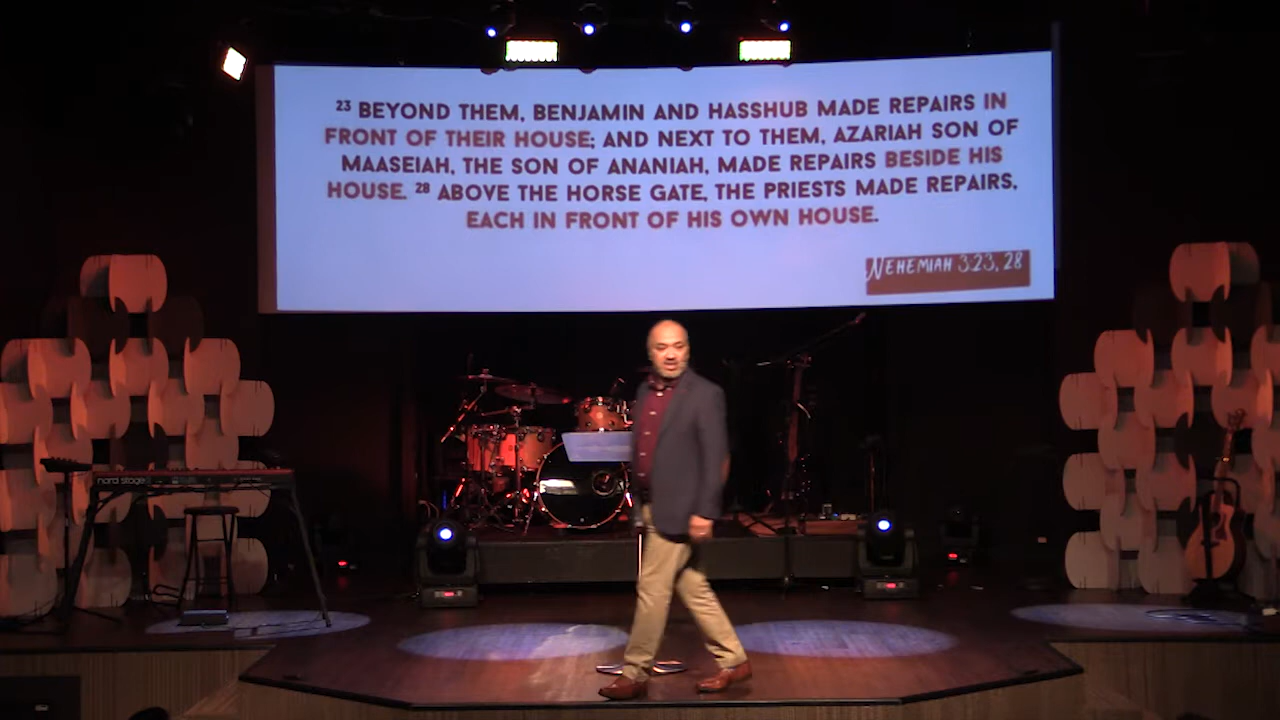 23 BEYOND THEM, BENJAMIN AND HASSHUB MADE REPAIRS IN
FRONT OF THEIR HOUSE; AND NEXT TO THEM, AZARIAH SON OF
MAASEIAH, THE SON OF ANANIAH, MADE REPAIRS BESIDE HIS
HOUSE. 28 ABOVE THE HORSE GATE, THE PRIESTS MADE REPAIRS,
EACH IN FRONT OF HIS OWN HOUSE.
NEHEMIAH 3:23, 28
nord stage